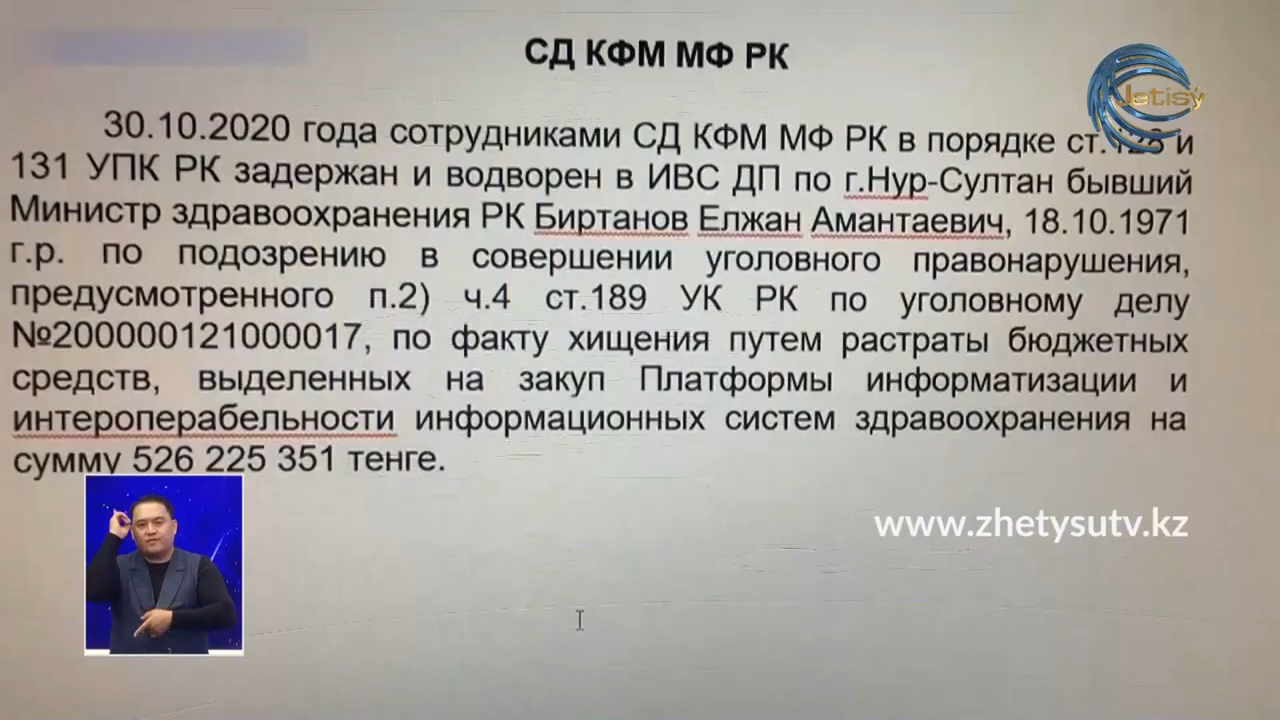 СД КФМ МФ РК
Jetisý
30.10.2020 года сотрудниками СД КФМ МФ РК в порядке ст.128 и
131 УПК РК задержан и водворен в ИВС ДП по г.Нур-Султан бывший
Министр здравоохранения РК Биртанов Елжан Амантаевич, 18.10.1971
г.р. по подозрению в совершении уголовного правонарушения,
предусмотренного п.2) ч.4 ст.189 УК РК по уголовному делу
№200000121000017, по факту хищения путем растраты бюджетных
средств, выделенных на закуп Платформы информатизации и
интероперабельности информационных систем здравоохранения на
сумму 526 225 351 тенге.
www.zhetysutv.kz